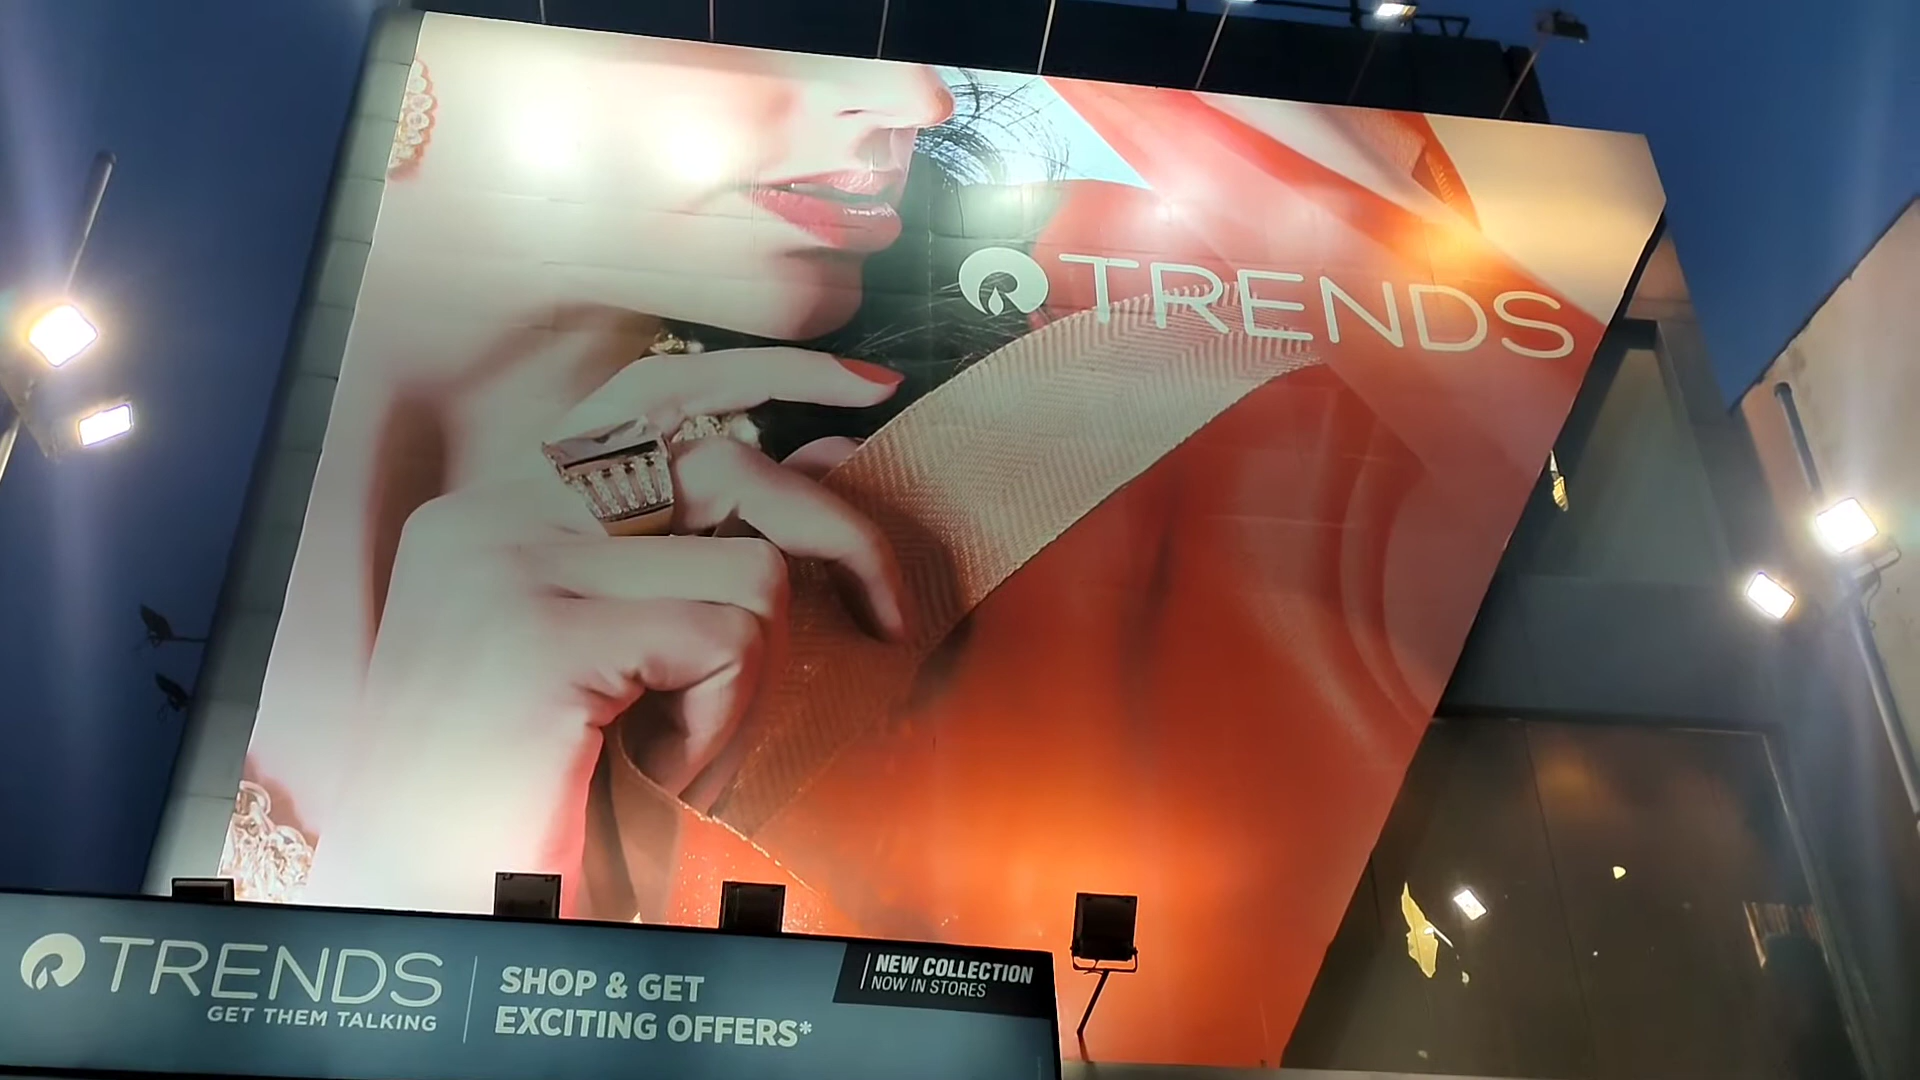 TRENDS
TRENDS
GET THEM TALKING
SHOP & GET
EXCITING OFFERS*
NEW COLLECTION
NOW IN STORES